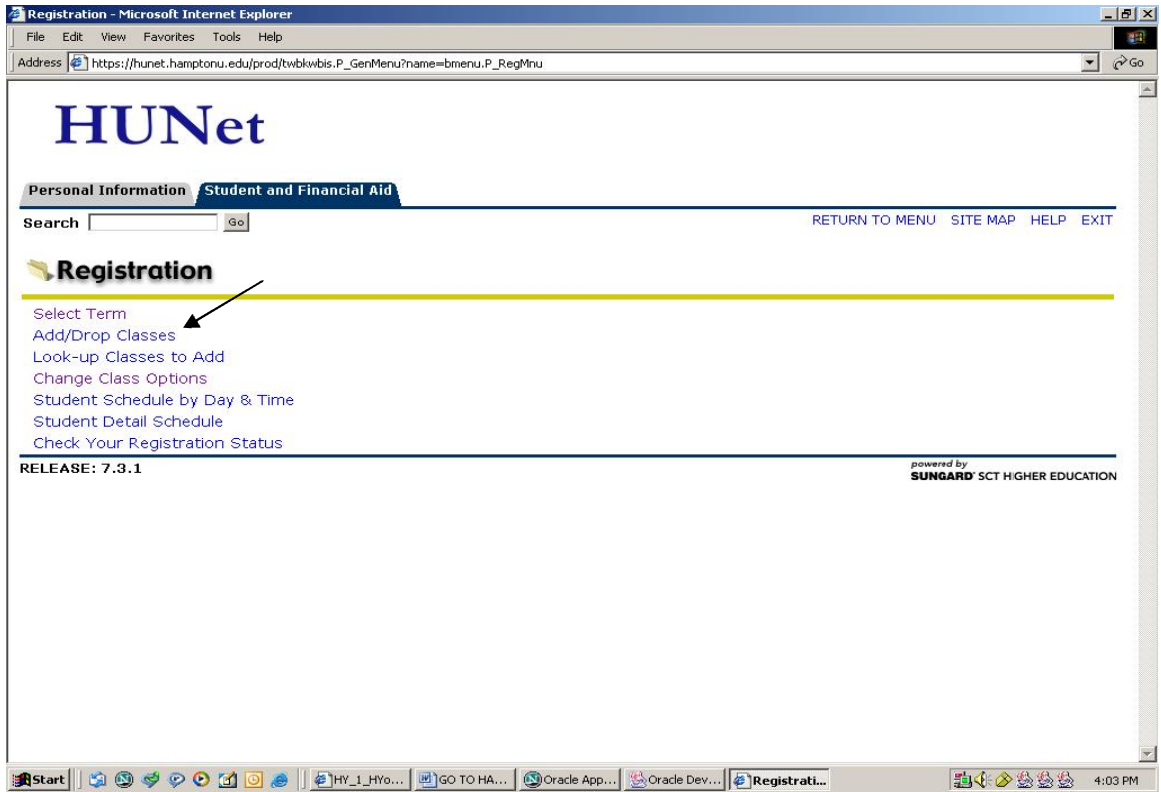 Registration - Microsoft Internet Explorer
File Edit View Favorites Tools Help
Address https://hunet.hamptonu.edu/prod/twbkwbis.P_GenMenu?name=bmenu.P_RegMnu Go
HUNet
Personal Information Student and Financial Aid
Search Go RETURN TO MENU SITE MAP HELP EXIT
Registration
Select Term
Add/Drop Classes
Look-up Classes to Add
Change Class Options
Student Schedule by Day & Time
Student Detail Schedule
Check Your Registration Status
RELEASE: 7.3.1
powered by
SUNGARD SCT HIGHER EDUCATION
Start HY_1_HYo... GO TO HA... Oracle App... Oracle Dev... Registrati... 4:03 PM